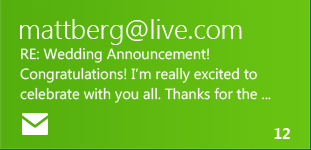 mattberg@live.com
RE: Wedding Announcement!
Congratulations! I'm really excited to
celebrate with you all. Thanks for the ...
12